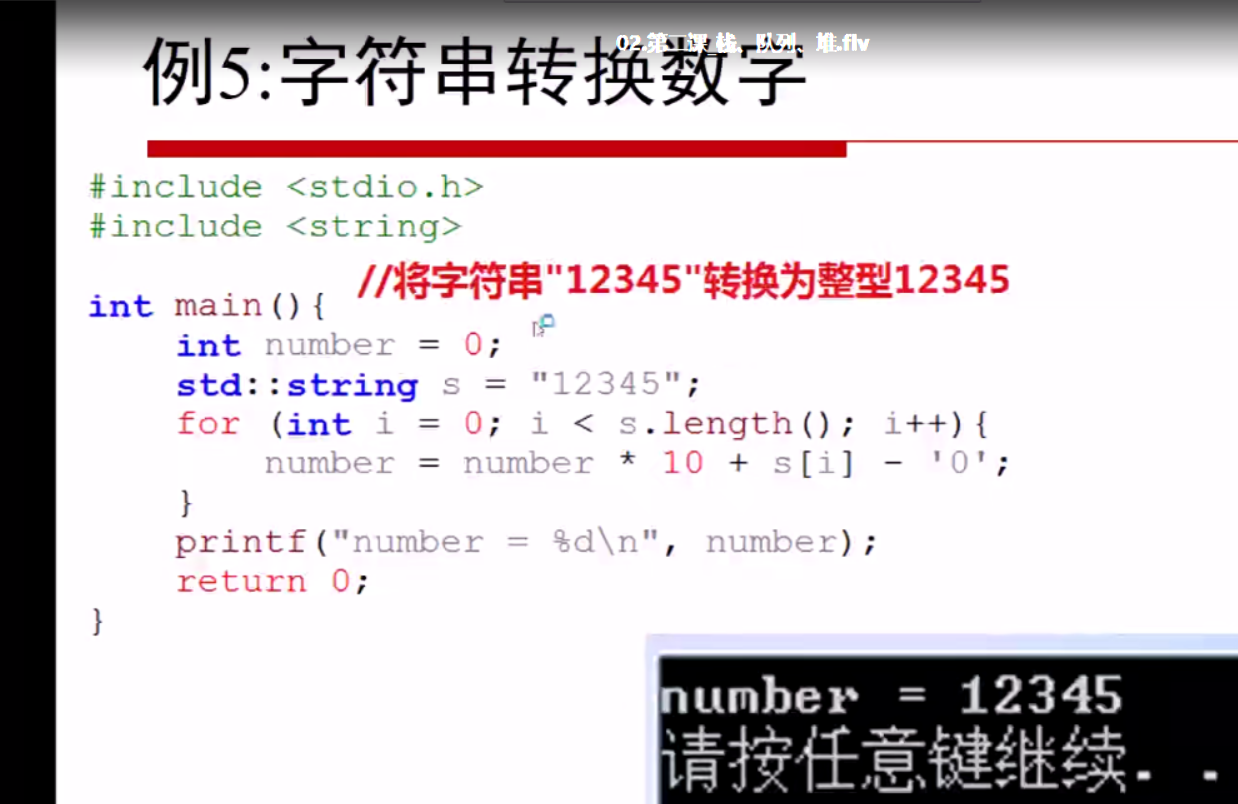 02.第二课_栈、队列、堆.flv
例5:字符串转换数字
#include <stdio.h>
#include <string>
//将字符串"12345"转换为整型12345
int main(){
    int number = 0;
    std::string s = "12345";
    for (int i = 0; i < s.length(); i++){
        number = number * 10 + s[i] - '0';
    }
    printf("number = %d\n", number);
    return 0;
}
number = 12345
请按任意键继续. .